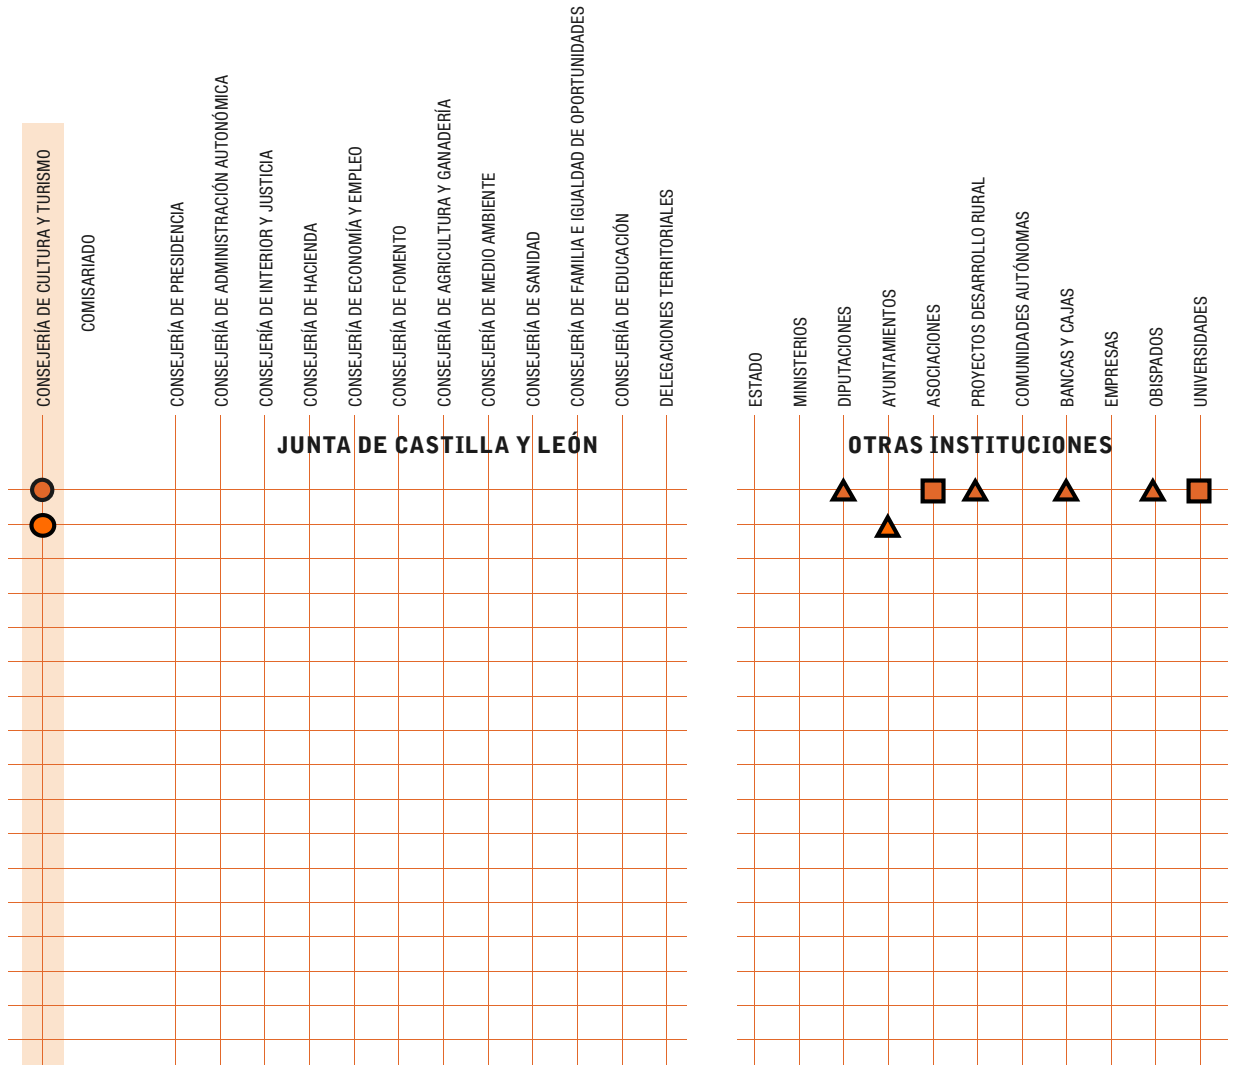 CONSEJERÍA DE CULTURA Y TURISMO
COMISARIADO
CONSEJERÍA DE PRESIDENCIA
CONSEJERÍA DE ADMINISTRACIÓN AUTONÓMICA
CONSEJERÍA DE INTERIOR Y JUSTICIA
CONSEJERÍA DE HACIENDA
CONSEJERÍA DE ECONOMÍA Y EMPLEO
CONSEJERÍA DE FOMENTO
CONSEJERÍA DE AGRICULTURA Y GANADERÍA
CONSEJERÍA DE MEDIO AMBIENTE
CONSEJERÍA DE SANIDAD
CONSEJERÍA DE FAMILIA E IGUALDAD DE OPORTUNIDADES
CONSEJERÍA DE EDUCACIÓN
DELEGACIONES TERRITORIALES
ESTADO
MINISTERIOS
DIPUTACIONES
AYUNTAMIENTOS
ASOCIACIONES
PROYECTOS DESARROLLO RURAL
COMUNIDADES AUTÓNOMAS
BANCAS Y CAJAS
EMPRESAS
OBISPADOS
UNIVERSIDADES
JUNTA DE CASTILLA Y LEÓN
OTRAS INSTITUCIONES